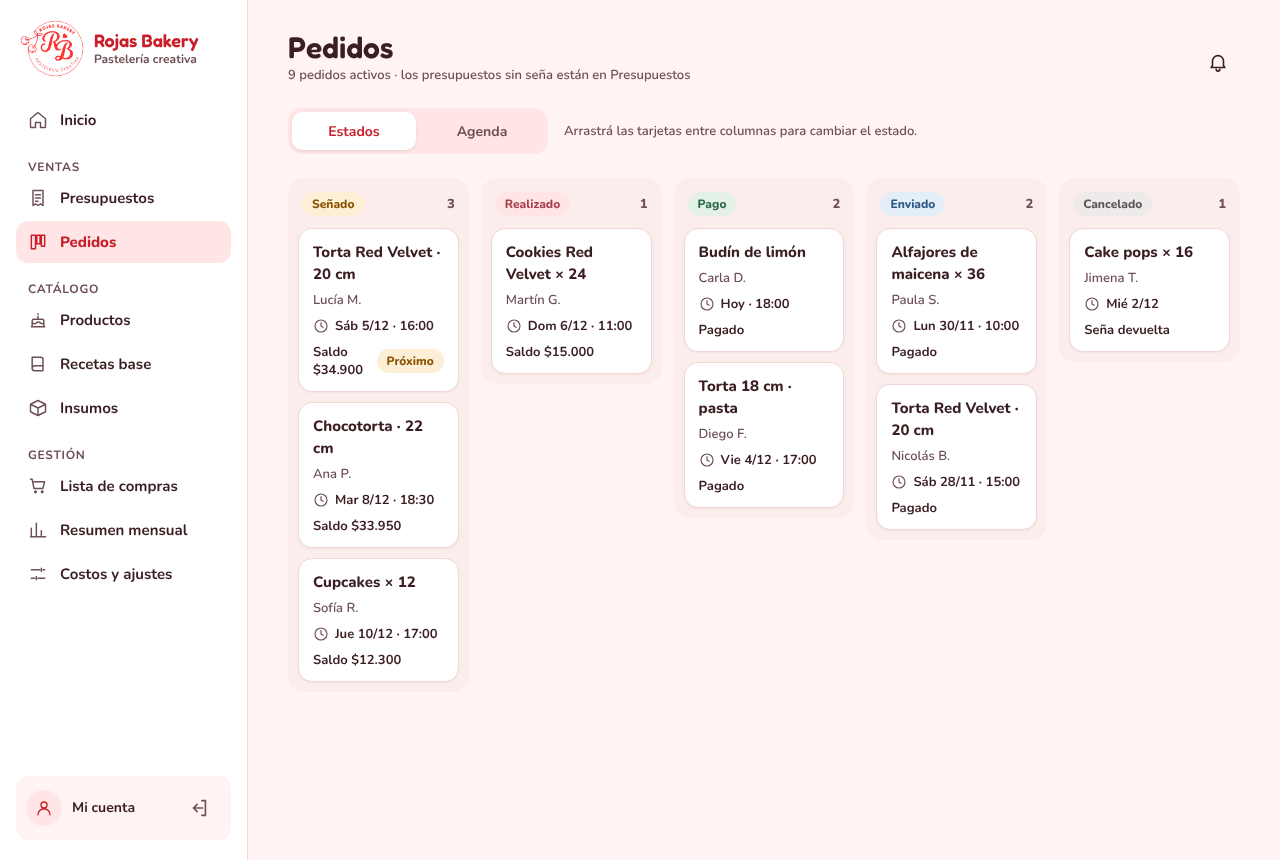 ROJAS BAKERY
RB
PASTELERÍA CREATIVA
Rojas Bakery
Pastelería creativa
Inicio
VENTAS
Presupuestos
Pedidos
CATÁLOGO
Productos
Recetas base
Insumos
GESTIÓN
Lista de compras
Resumen mensual
Costos y ajustes
Mi cuenta
Pedidos
9 pedidos activos · los presupuestos sin seña están en Presupuestos
Estados
Agenda
Arrastrá las tarjetas entre columnas para cambiar el estado.
Señado 3
Torta Red Velvet ·
20 cm
Lucía M.
Sáb 5/12 · 16:00
Saldo
$34.900
Próximo
Chocotorta · 22
cm
Ana P.
Mar 8/12 · 18:30
Saldo $33.950
Cupcakes × 12
Sofía R.
Jue 10/12 · 17:00
Saldo $12.300
Realizado 1
Cookies Red
Velvet × 24
Martín G.
Dom 6/12 · 11:00
Saldo $15.000
Pago 2
Budín de limón
Carla D.
Hoy · 18:00
Pagado
Torta 18 cm ·
pasta
Diego F.
Vie 4/12 · 17:00
Pagado
Enviado 2
Alfajores de
maicena × 36
Paula S.
Lun 30/11 · 10:00
Pagado
Torta Red Velvet ·
20 cm
Nicolás B.
Sáb 28/11 · 15:00
Pagado
Cancelado 1
Cake pops × 16
Jimena T.
Mié 2/12
Seña devuelta